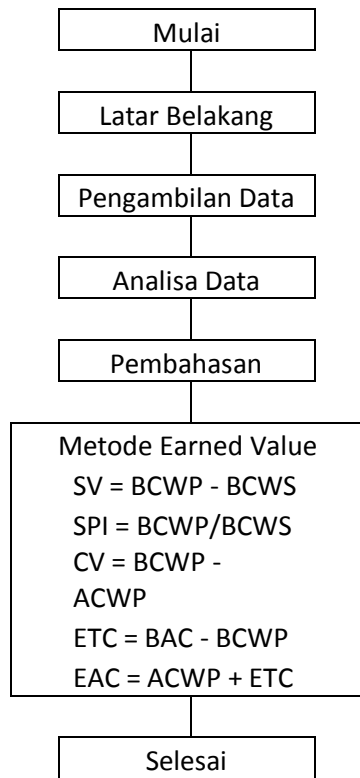 Mulai
Latar Belakang
Pengambilan Data
Analisa Data
Pembahasan
Metode Earned Value
SV = BCWP - BCWS
SPI = BCWP/BCWS
CV = BCWP -
ACWP
ETC = BAC - BCWP
EAC = ACWP + ETC
Selesai